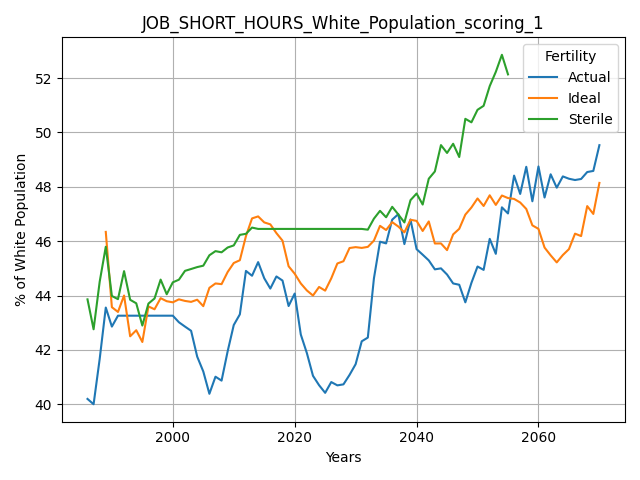 JOB_SHORT_HOURS_White_Population_scoring_1
Fertility
Actual
Ideal
Sterile
% of White Population
52
50
48
46
44
42
40
2000 2020 2040 2060
Years